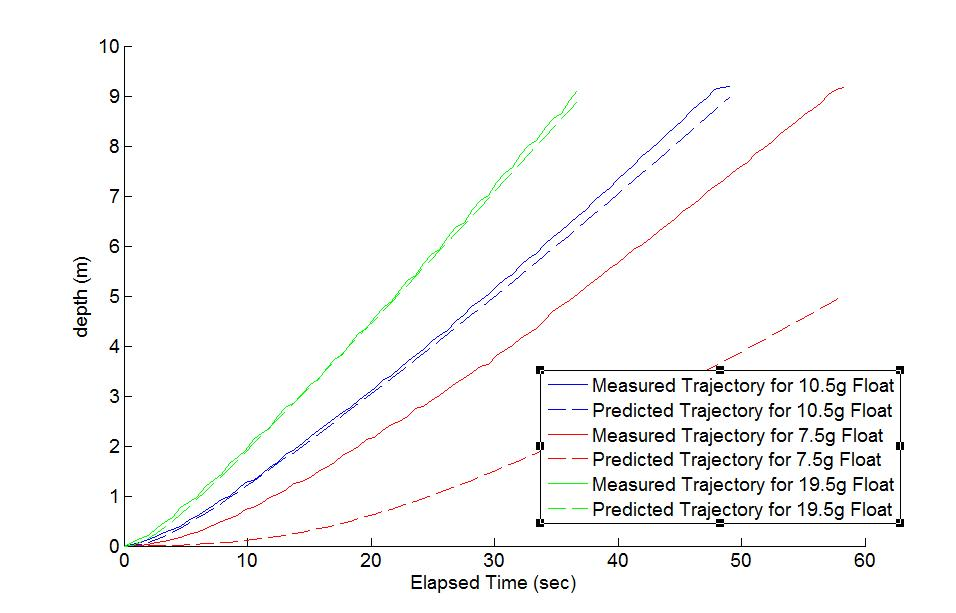 10
9
8
7
6
5
4
3
2
1
0
depth (m)
Measured Trajectory for 10.5g Float
Predicted Trajectory for 10.5g Float
Measured Trajectory for 7.5g Float
Predicted Trajectory for 7.5g Float
Measured Trajectory for 19.5g Float
Predicted Trajectory for 19.5g Float
0 10 20 30 40 50 60
Elapsed Time (sec)